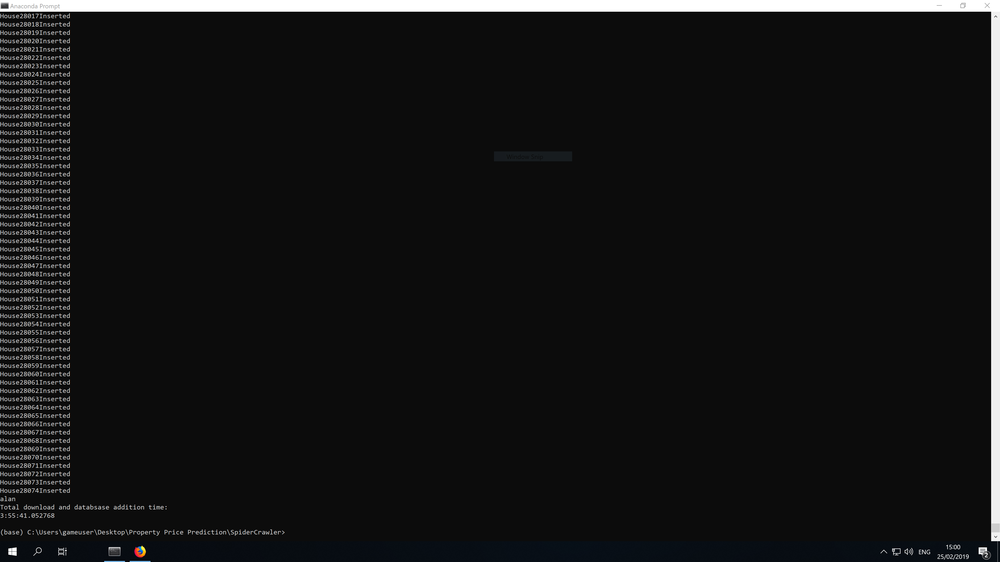 Anaconda Prompt
House28017Inserted
House28018Inserted
House28019Inserted
House28020Inserted
House28021Inserted
House28022Inserted
House28023Inserted
House28024Inserted
House28025Inserted
House28026Inserted
House28027Inserted
House28028Inserted
House28029Inserted
House28030Inserted
House28031Inserted
House28032Inserted
House28033Inserted
Window Snip
House28034Inserted
House28035Inserted
House28036Inserted
House28037Inserted
House28038Inserted
House28039Inserted
House28040Inserted
House28041Inserted
House28042Inserted
House28043Inserted
House28044Inserted
House28045Inserted
House28046Inserted
House28047Inserted
House28048Inserted
House28049Inserted
House28050Inserted
House28051Inserted
House28052Inserted
House28053Inserted
House28054Inserted
House28055Inserted
House28056Inserted
House28057Inserted
House28058Inserted
House28059Inserted
House28060Inserted
House28061Inserted
House28062Inserted
House28063Inserted
House28064Inserted
House28065Inserted
House28066Inserted
House28067Inserted
House28068Inserted
House28069Inserted
House28070Inserted
House28071Inserted
House28072Inserted
House28073Inserted
House28074Inserted
alan
Total download and databsase addition time:
3:55:41.052768
(base) C:\Users\gameuser\Desktop\Property Price Prediction\SpiderCrawler>
C:\_
ENG
15:00
25/02/2019
2